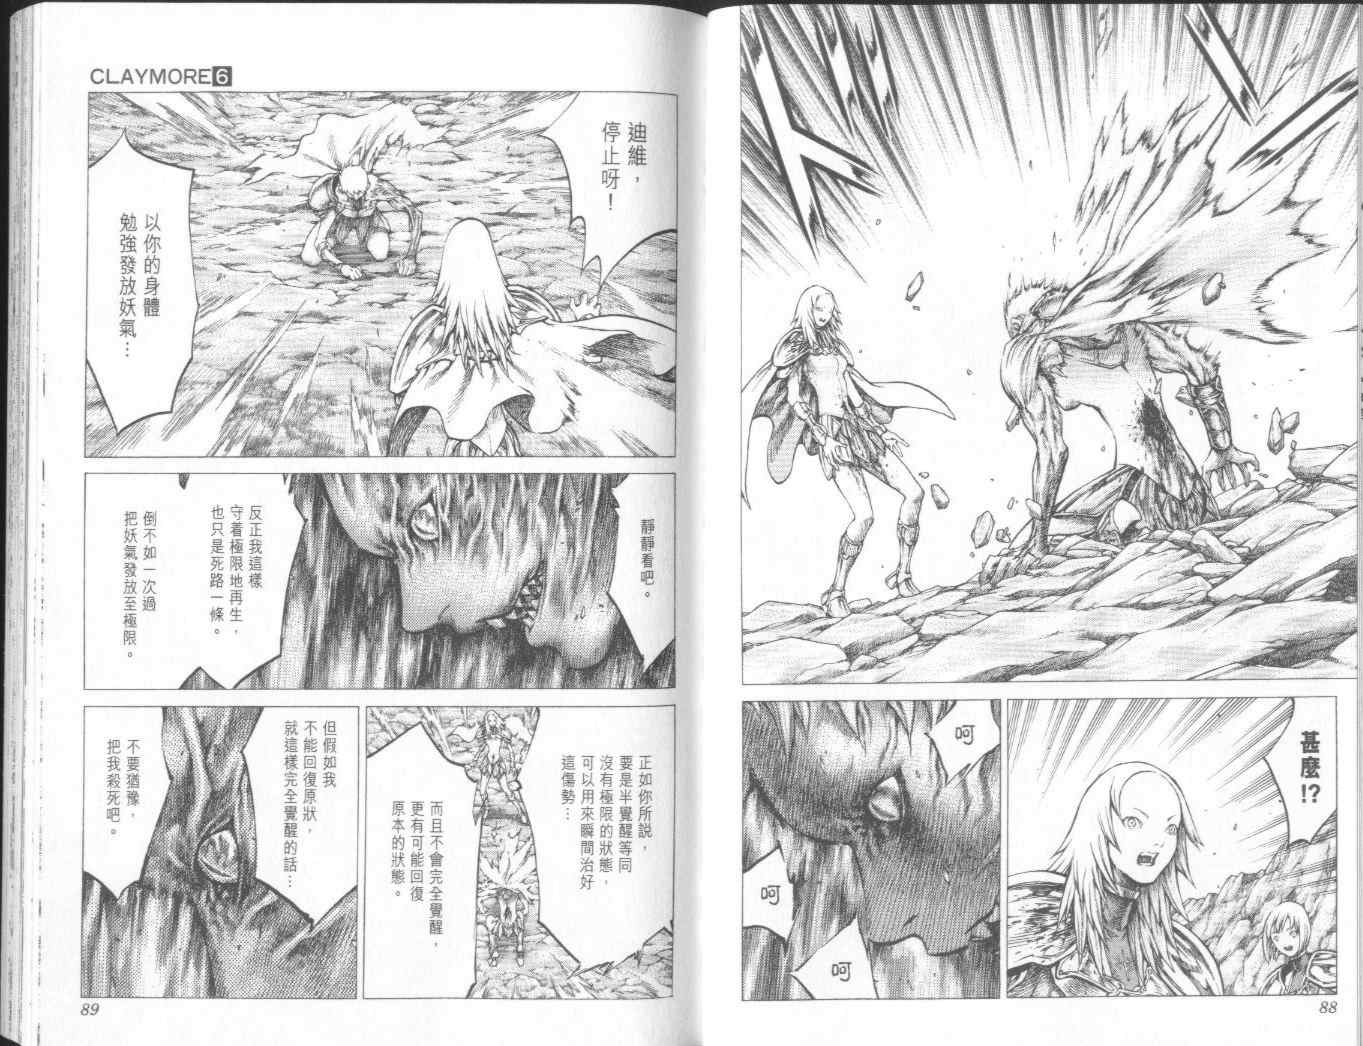 ドン
甚麼!?
呵
呵
呵
88
CLAYMORE6
迪維，
停止呀！
以你的身體
勉強發放妖氣…
靜靜看吧。
反正我這樣
守着極限地再生，
也只是死路一條。
倒不如一次過
把妖氣發放至極限。
正如你所說，
要是半覺醒等同
沒有極限的狀態，
可以用來瞬間治好
這傷勢…
而且不會完全覺醒，
更有可能回復
原本的狀態。
但假如我
不能回復原狀，
就這樣完全覺醒的話…
不要猶豫，
把我殺死吧。
89